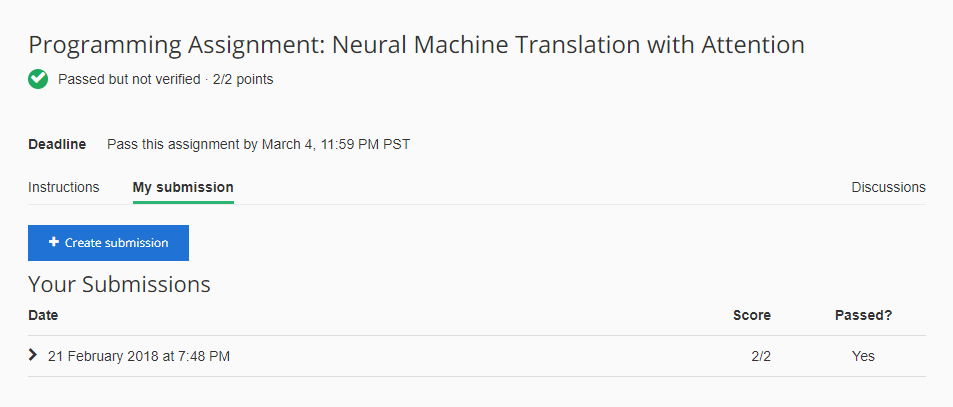 Programming Assignment: Neural Machine Translation with Attention
Passed but not verified · 2/2 points
Deadline Pass this assignment by March 4, 11:59 PM PST
Instructions My submission Discussions
+ Create submission
Your Submissions
Date Score Passed?
21 February 2018 at 7:48 PM 2/2 Yes